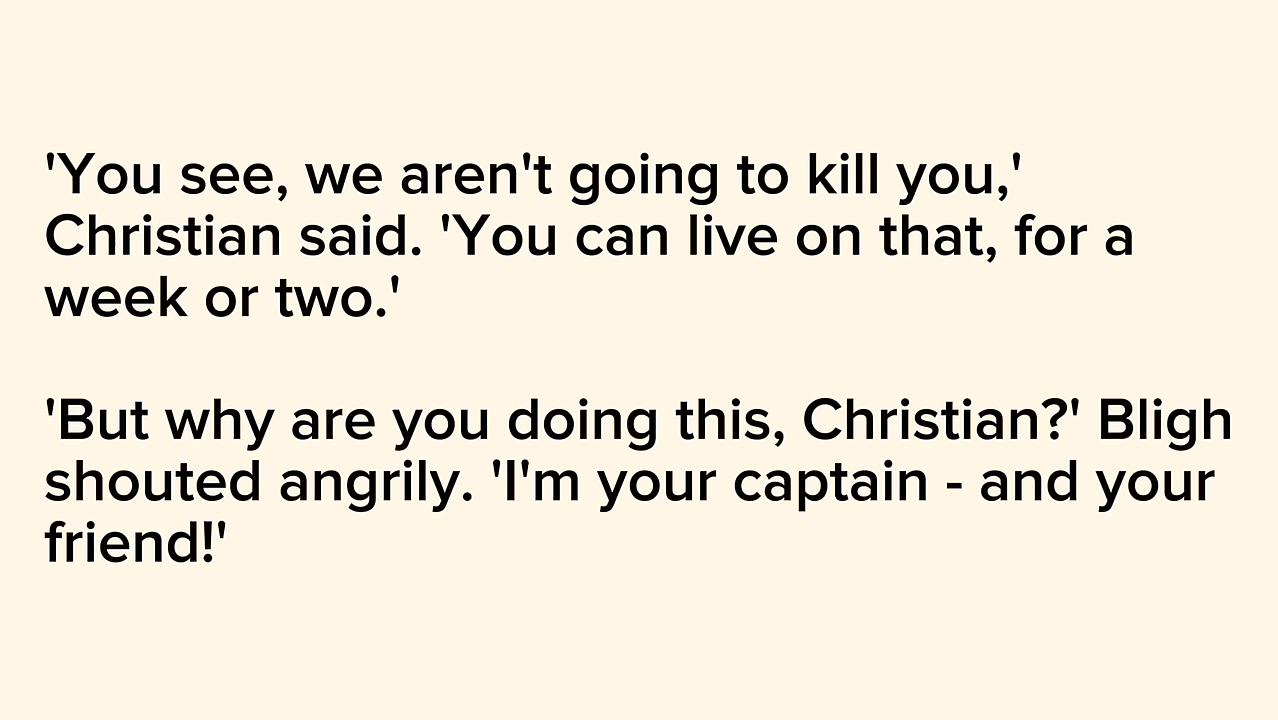 'You see, we aren't going to kill you,'
Christian said. 'You can live on that, for a
week or two.'
'But why are you doing this, Christian?' Bligh
shouted angrily. 'I'm your captain - and your
friend!'